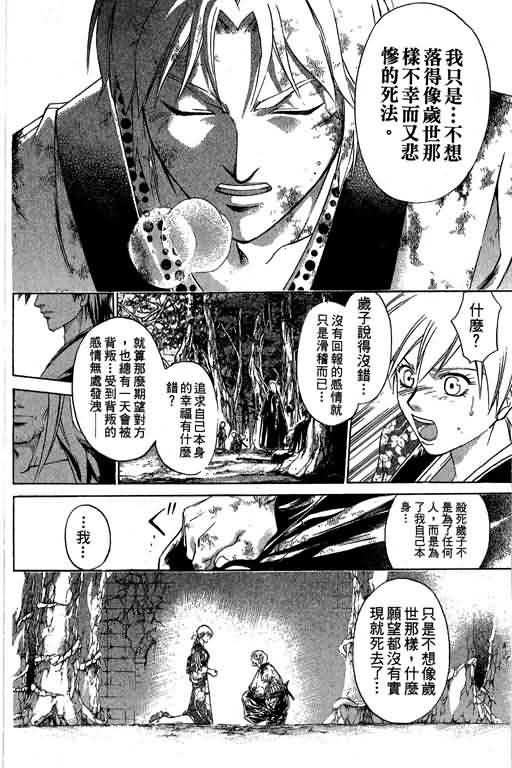 我只是…不想
落得像歲世那
樣不幸而又悲
慘的死法。
什麼？
歲子說得沒錯…
沒有回報的感情就
只是滑稽而已…
追求自己本身
的幸福有什麼
錯？
就算那麼期望對方
，也總有一天會被
背叛…受到背叛的
感情無處發洩──
殺死歲子不
是為了任何
人，而是為
了我自己本
身…
…我…
只是不想像歲
世那樣，什麼
願望都沒有實
現就死去了…